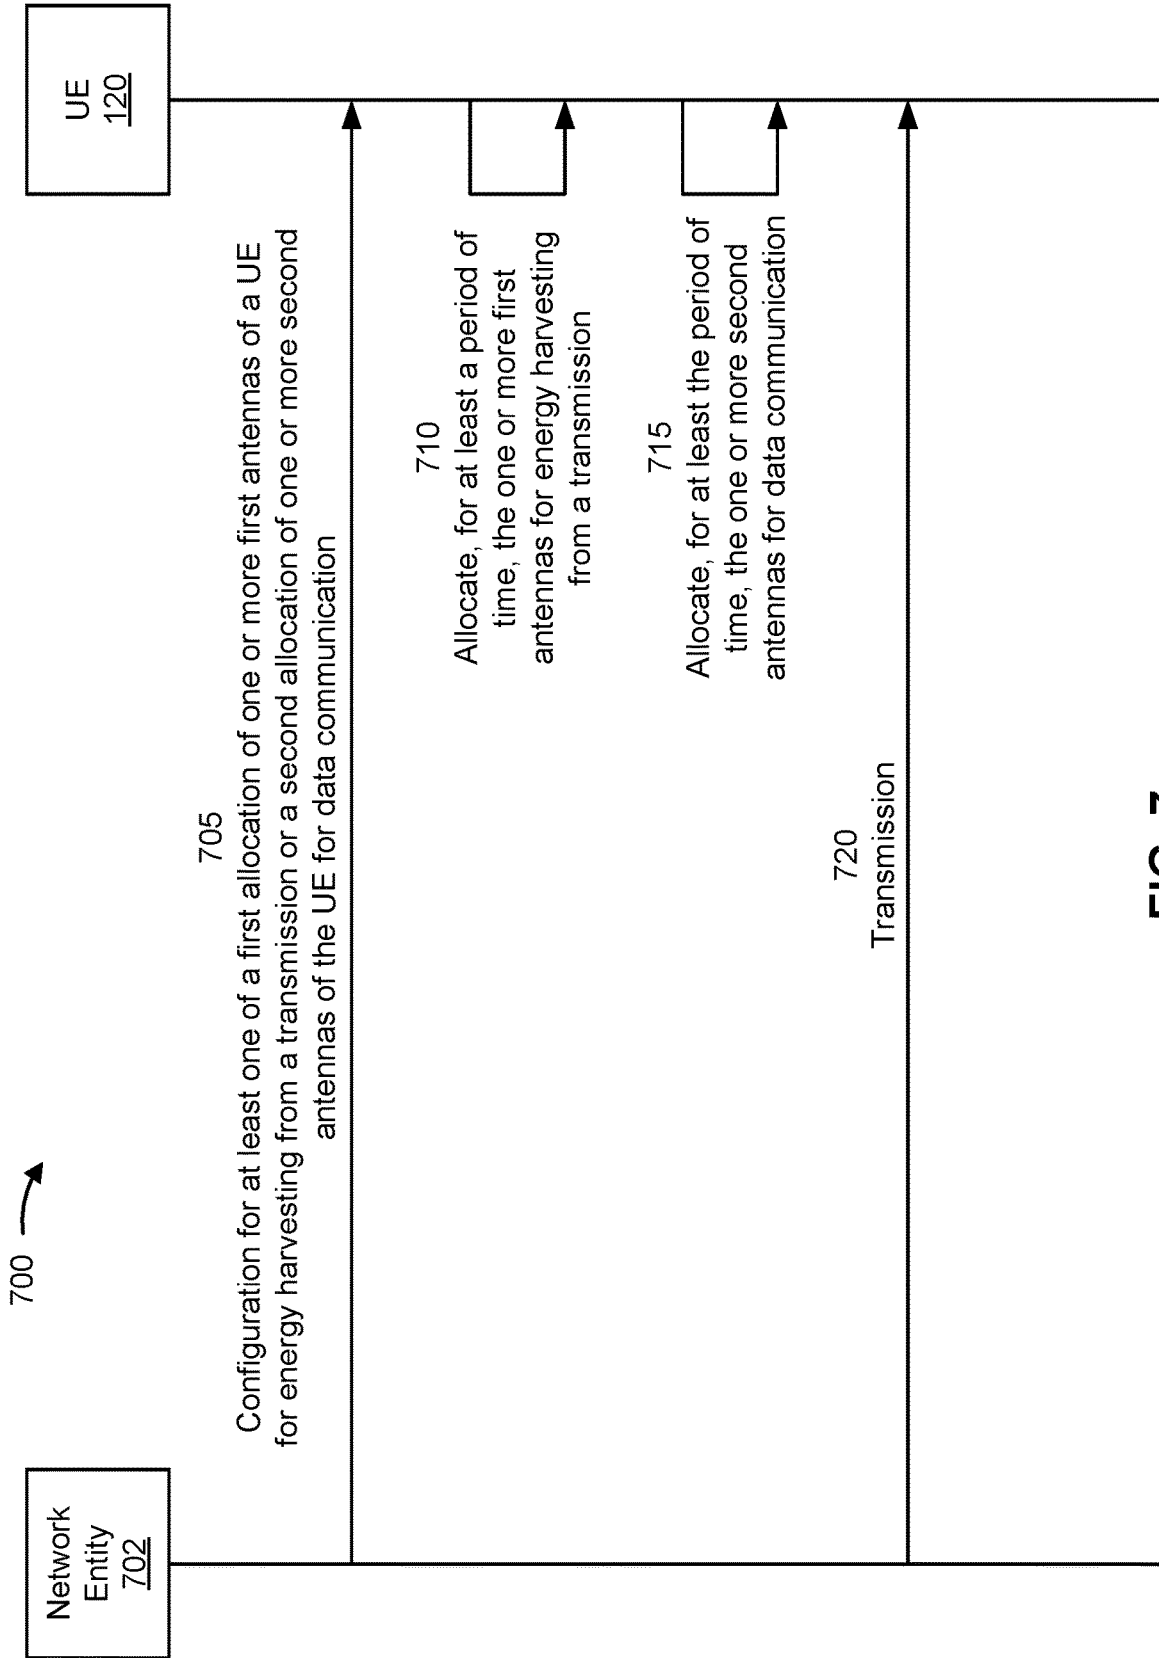 700
Network
Entity
702
UE
120
705
Configuration for at least one of a first allocation of one or more first antennas of a UE
for energy harvesting from a transmission or a second allocation of one or more second
antennas of the UE for data communication
710
Allocate, for at least a period of
time, the one or more first
antennas for energy harvesting
from a transmission
715
Allocate, for at least the period of
time, the one or more second
antennas for data communication
720
Transmission
FIG. 7